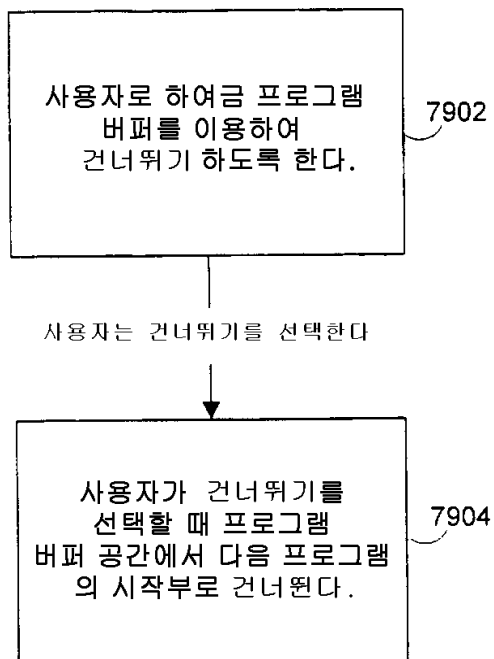 사용자로 하여금 프로그램
버퍼를 이용하여
건너뛰기 하도록 한다.
7902
사용자는 건너뛰기를 선택한다
사용자가 건너뛰기를
선택할 때 프로그램
버퍼 공간에서 다음 프로그램
의 시작부로 건너뛴다.
7904